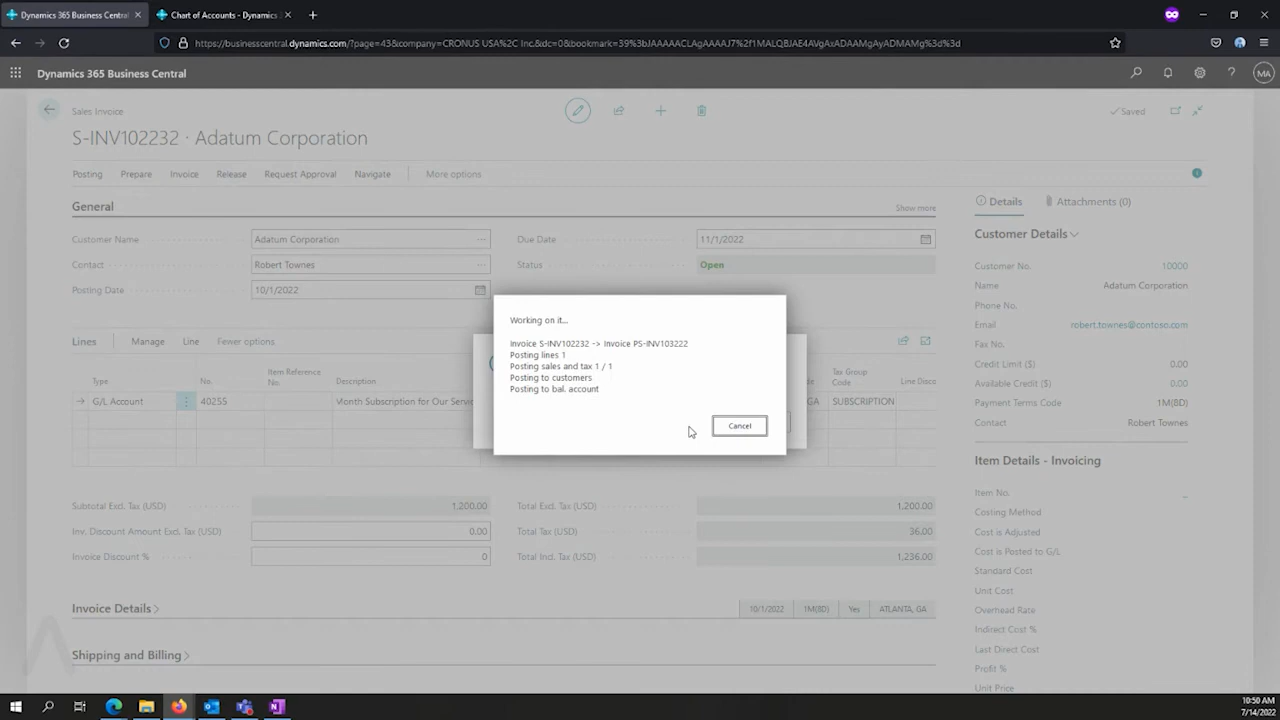 Dynamics 365 Business Central
Chart of Accounts - Dynamics 3
https://businesscentral.dynamics.com/?page=43&company=CRONUS USA%2C Inc.&dc=0&bookmark=39%3bJAAAAACLAgAAAAJ7%2f1MALQBJAE4AVgAxADAAMgAyADMAMg%3d%3d
Dynamics 365 Business Central
MA
Sales Invoice
Saved
S-INV102232 · Adatum Corporation
Posting Prepare Invoice Release Request Approval Navigate More options
General
Show more
Customer Name Adatum Corporation
Due Date 11/1/2022
Contact Robert Townes
Status Open
Posting Date 10/1/2022
Lines Manage Line Fewer options
Type No. Item Reference No. Description Tax Group Code Line Disco
G/L Account 40255 Month Subscription for Our Servi GA SUBSCRIPTION
Working on it...
Invoice S-INV102232 -> Invoice PS-INV103222
Posting lines 1
Posting sales and tax 1 / 1
Posting to customers
Posting to bal. account
Cancel
Subtotal Excl. Tax (USD) 1,200.00
Total Excl. Tax (USD) 1,200.00
Inv. Discount Amount Excl. Tax (USD) 0.00
Total Tax (USD) 36.00
Invoice Discount % 0
Total Incl. Tax (USD) 1,236.00
Invoice Details
10/1/2022 1M(8D) Yes ATLANTA, GA
Shipping and Billing
Details Attachments (0)
Customer Details
Customer No. 10000
Name Adatum Corporation
Phone No.
Email robert.townes@contoso.com
Fax No.
Credit Limit ($) 0.00
Available Credit ($) 0.00
Payment Terms Code 1M(8D)
Contact Robert Townes
Item Details - Invoicing
Item No.
Costing Method
Cost is Adjusted
Cost is Posted to G/L
Standard Cost
Unit Cost
Overhead Rate
Indirect Cost %
Last Direct Cost
Profit %
Unit Price
10:50 AM
7/14/2022